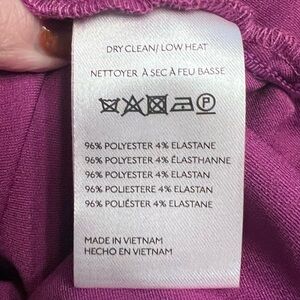 DRY CLEAN/ LOW HEAT
NETTOYER À SEC À FEU BASSE
P
96% POLYESTER 4% ELASTANE
96% POLYESTER 4% ÉLASTHANNE
96% POLYESTER 4% ELASTAN
96% POLIESTERE 4% ELASTAN
96% POLIÉSTER 4% ELASTANE
MADE IN VIETNAM
HECHO EN VIETNAM